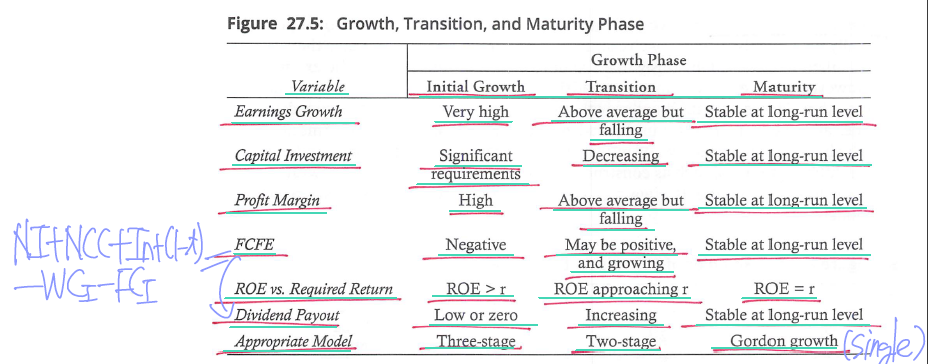 Figure 27.5: Growth, Transition, and Maturity Phase
Growth Phase
Variable Initial Growth Transition Maturity
Earnings Growth Very high Above average but Stable at long-run level
falling
Capital Investment Significant Decreasing Stable at long-run level
requirements
Profit Margin High Above average but Stable at long-run level
falling
NI+NCC+Int(1-t)
-WCI-FCI
FCFE Negative May be positive, Stable at long-run level
and growing
ROE vs. Required Return ROE > r ROE approaching r ROE = r
Dividend Payout Low or zero Increasing Stable at long-run level
Appropriate Model Three-stage Two-stage Gordon growth (single)